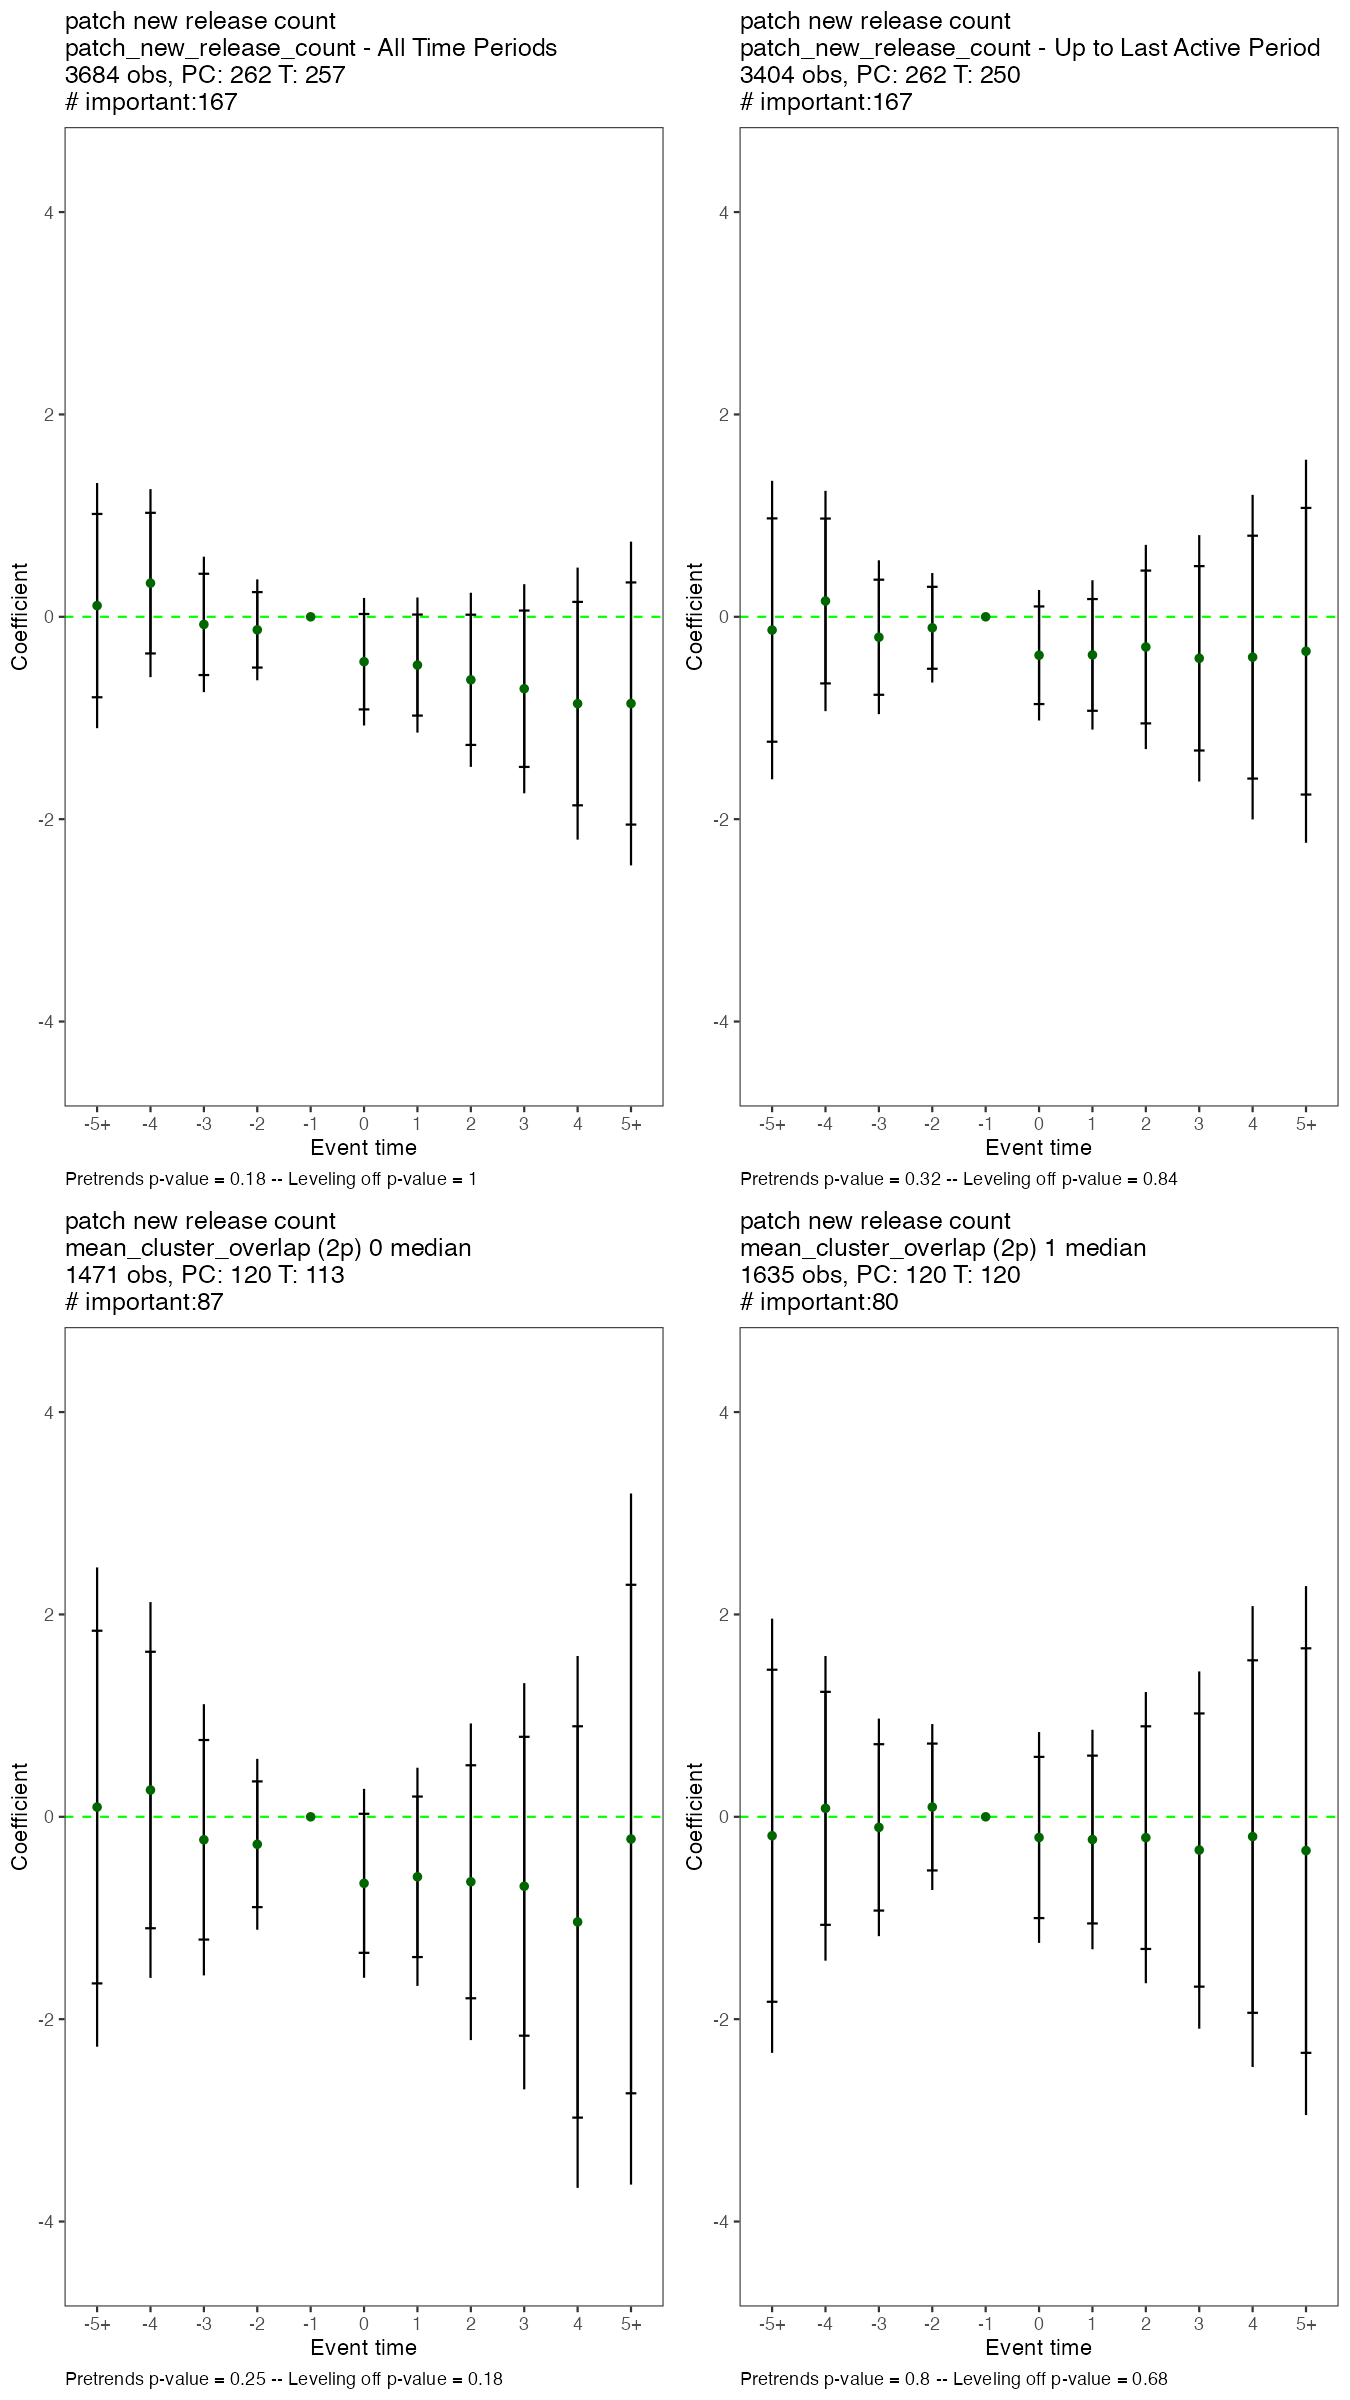 patch new release count
patch_new_release_count - All Time Periods
3684 obs, PC: 262 T: 257
# important:167
4
2
0
-2
-4
Coefficient
-5+ -4 -3 -2 -1 0 1 2 3 4 5+
Event time
Pretrends p-value = 0.18 -- Leveling off p-value = 1
patch new release count
patch_new_release_count - Up to Last Active Period
3404 obs, PC: 262 T: 250
# important:167
4
2
0
-2
-4
Coefficient
-5+ -4 -3 -2 -1 0 1 2 3 4 5+
Event time
Pretrends p-value = 0.32 -- Leveling off p-value = 0.84
patch new release count
mean_cluster_overlap (2p) 0 median
1471 obs, PC: 120 T: 113
# important:87
4
2
0
-2
-4
Coefficient
-5+ -4 -3 -2 -1 0 1 2 3 4 5+
Event time
Pretrends p-value = 0.25 -- Leveling off p-value = 0.18
patch new release count
mean_cluster_overlap (2p) 1 median
1635 obs, PC: 120 T: 120
# important:80
4
2
0
-2
-4
Coefficient
-5+ -4 -3 -2 -1 0 1 2 3 4 5+
Event time
Pretrends p-value = 0.8 -- Leveling off p-value = 0.68